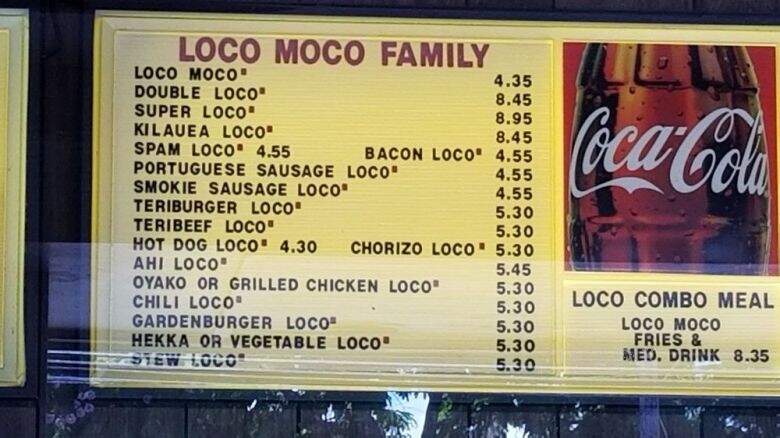 LOCO MOCO FAMILY
LOCO MOCO 4.35
DOUBLE LOCO 8.45
SUPER LOCO 8.95
KILAUEA LOCO 8.45
SPAM LOCO 4.55 BACON LOCO 4.55
PORTUGUESE SAUSAGE LOCO 4.55
SMOKIE SAUSAGE LOCO 4.55
TERIBURGER LOCO 5.30
TERIBEEF LOCO 5.30
HOT DOG LOCO 4.30 CHORIZO LOCO 5.30
AHI LOCO 5.45
OYAKO OR GRILLED CHICKEN LOCO 5.30
CHILI LOCO 5.30
GARDENBURGER LOCO 5.30
HEKKA OR VEGETABLE LOCO 5.30
STEW LOCO 5.30
Coca-Cola
LOCO COMBO MEAL
LOCO MOCO
FRIES &
MED. DRINK 8.35